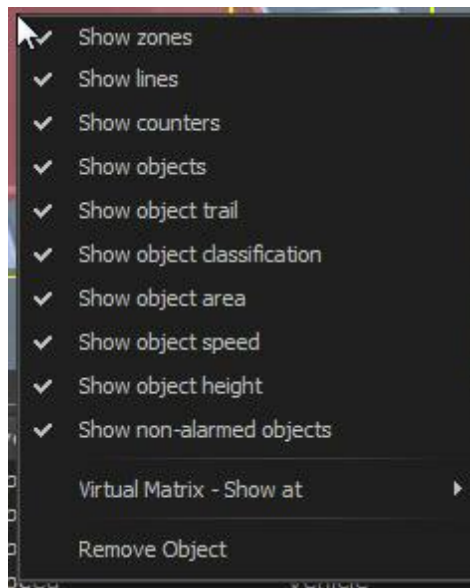 Show zones
Show lines
Show counters
Show objects
Show object trail
Show object classification
Show object area
Show object speed
Show object height
Show non-alarmed objects
Virtual Matrix - Show at
Remove Object